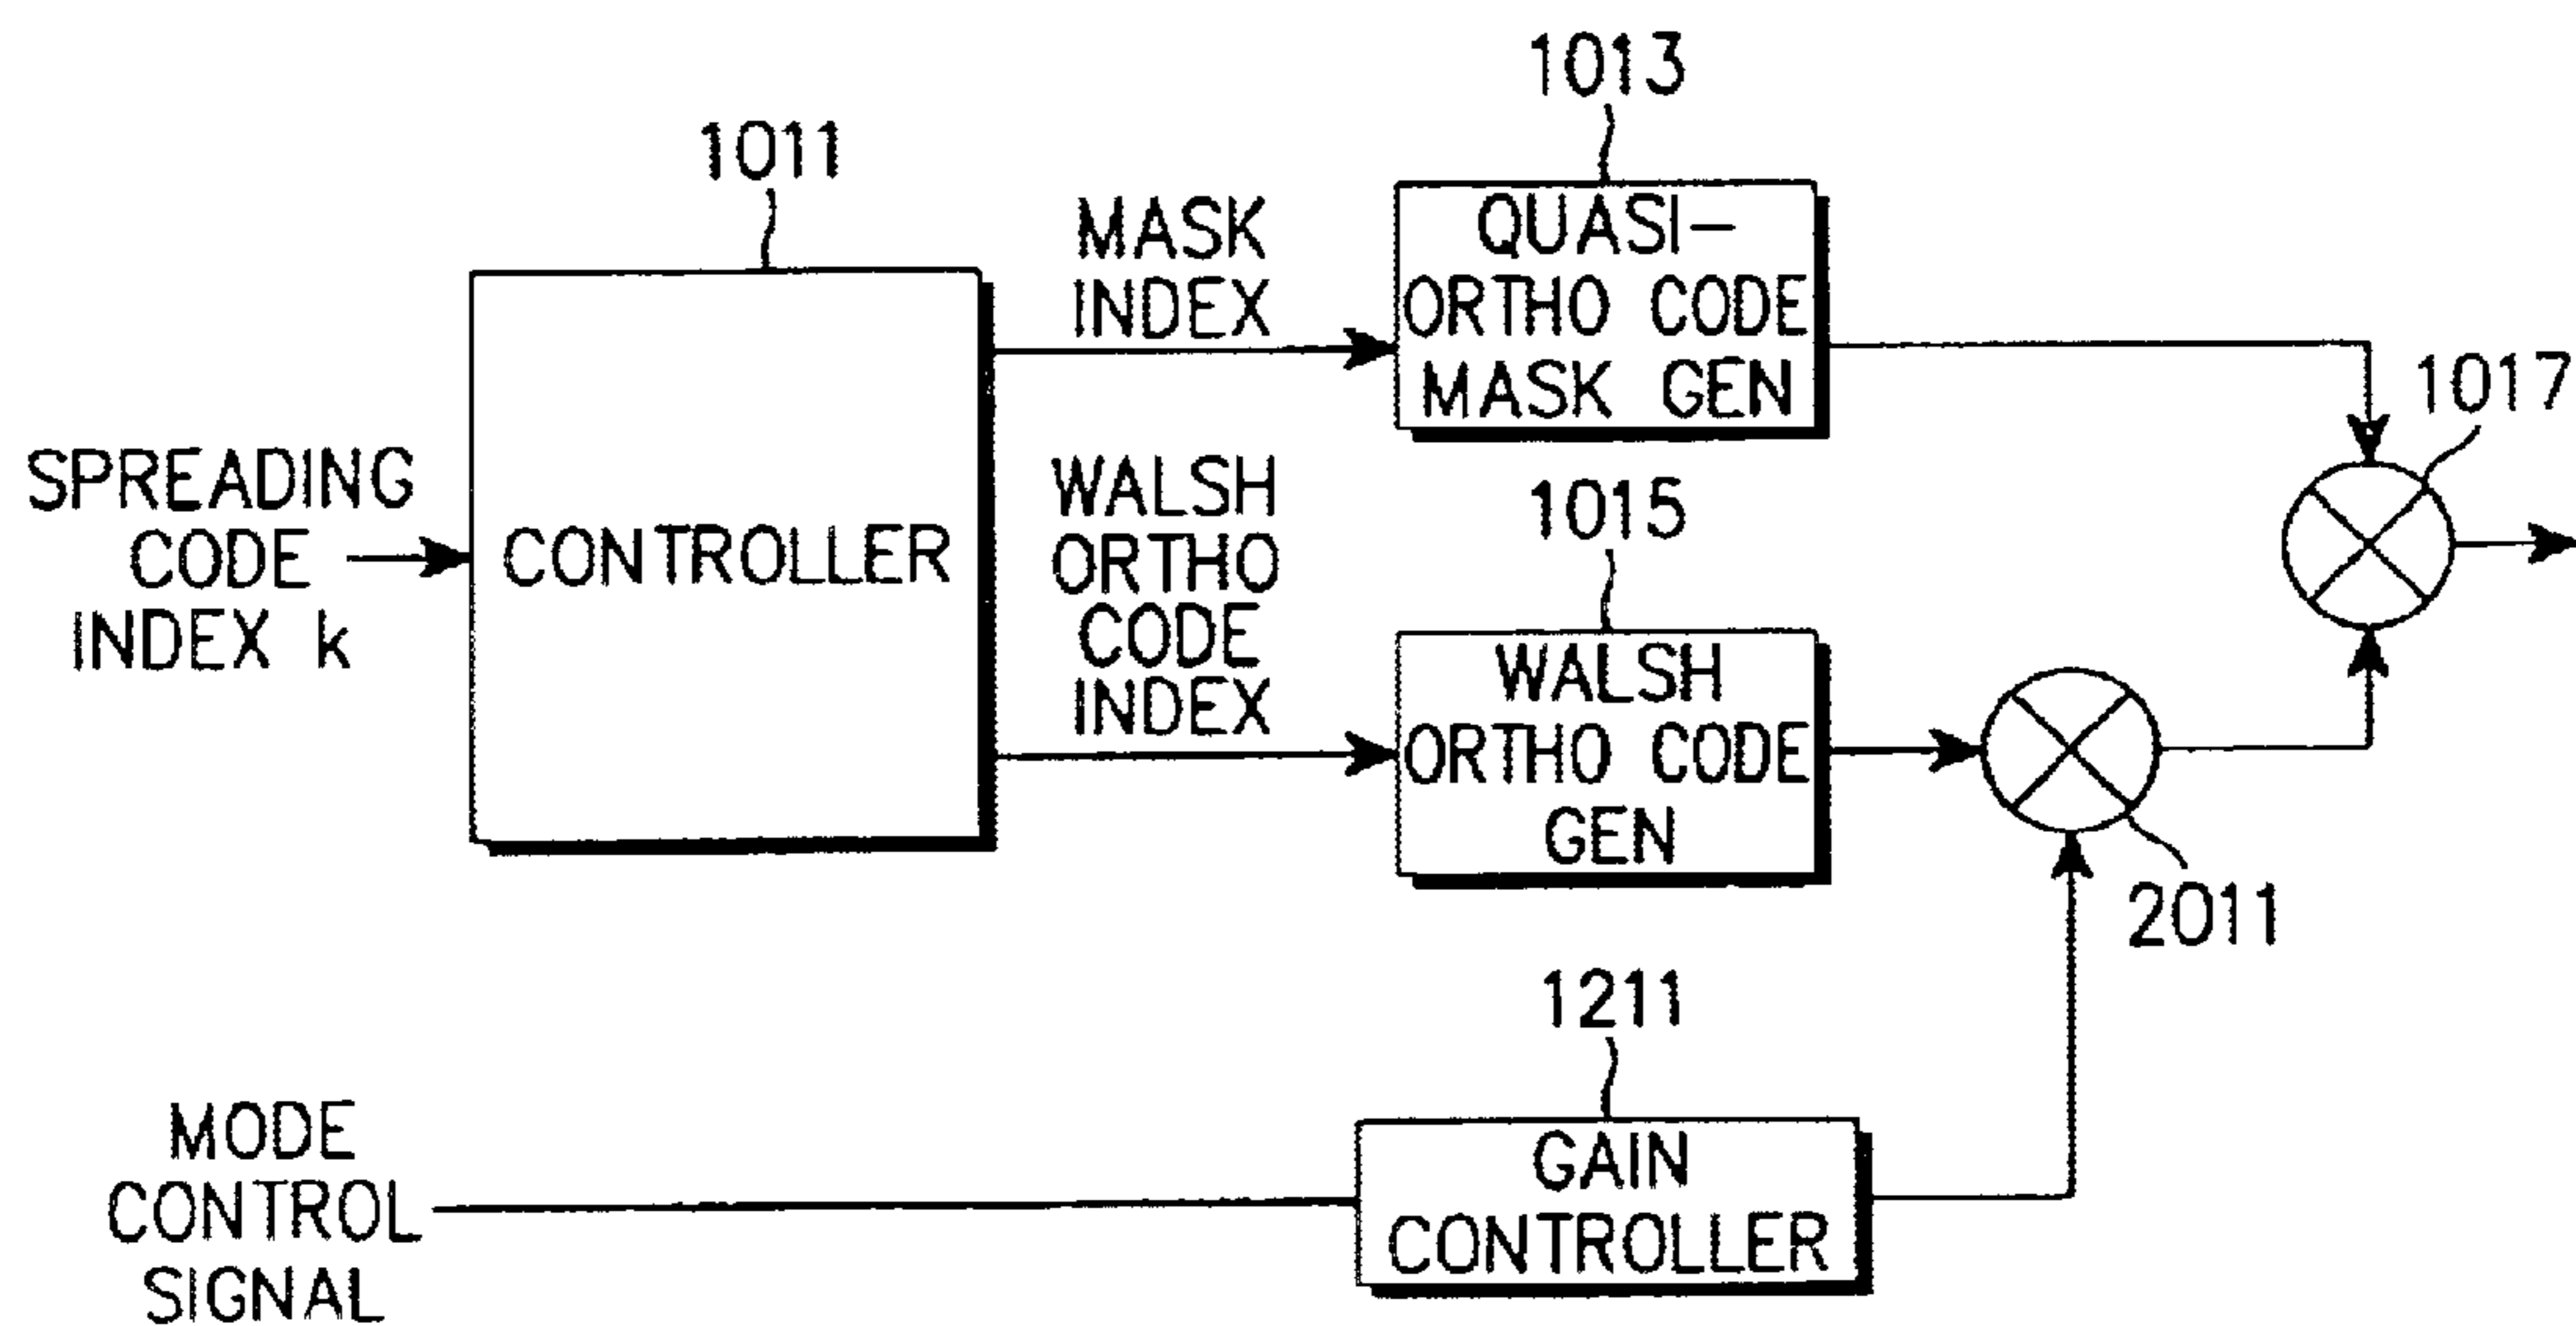 1011
1013
1017
SPREADING
CODE
INDEX k
CONTROLLER
MASK
INDEX
QUASI-
ORTHO CODE
MASK GEN
WALSH
ORTHO
CODE
INDEX
1015
WALSH
ORTHO CODE
GEN
2011
MODE
CONTROL
SIGNAL
1211
GAIN
CONTROLLER